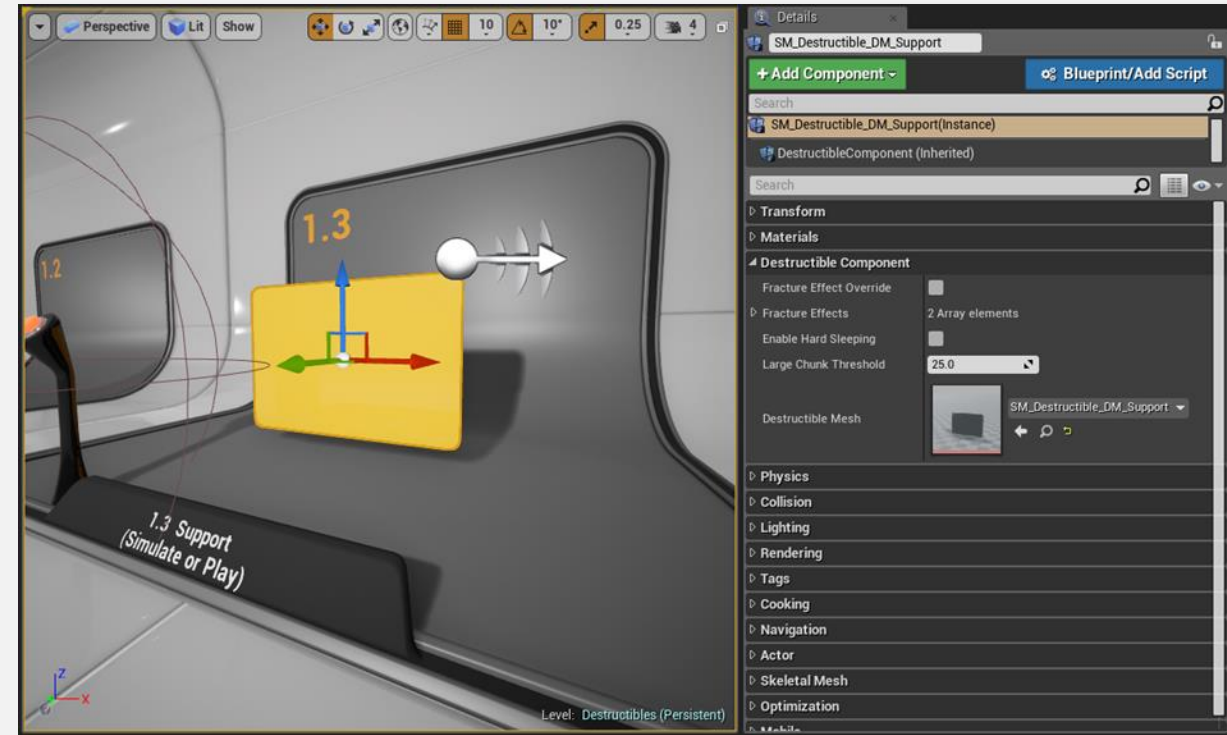 Perspective Lit Show 10 10° 0.25 4
1.3
1.2
1.3 Support
(Simulate or Play)
Z
X
Level: Destructibles (Persistent)
Details
SM_Destructible_DM_Support
+ Add Component
Blueprint/Add Script
Search
SM_Destructible_DM_Support(Instance)
DestructibleComponent (Inherited)
Search
Transform
Materials
Destructible Component
Fracture Effect Override
Fracture Effects 2 Array elements
Enable Hard Sleeping
Large Chunk Threshold 25.0
Destructible Mesh SM_Destructible_DM_Support
Physics
Collision
Lighting
Rendering
Tags
Cooking
Navigation
Actor
Skeletal Mesh
Optimization
Mobile